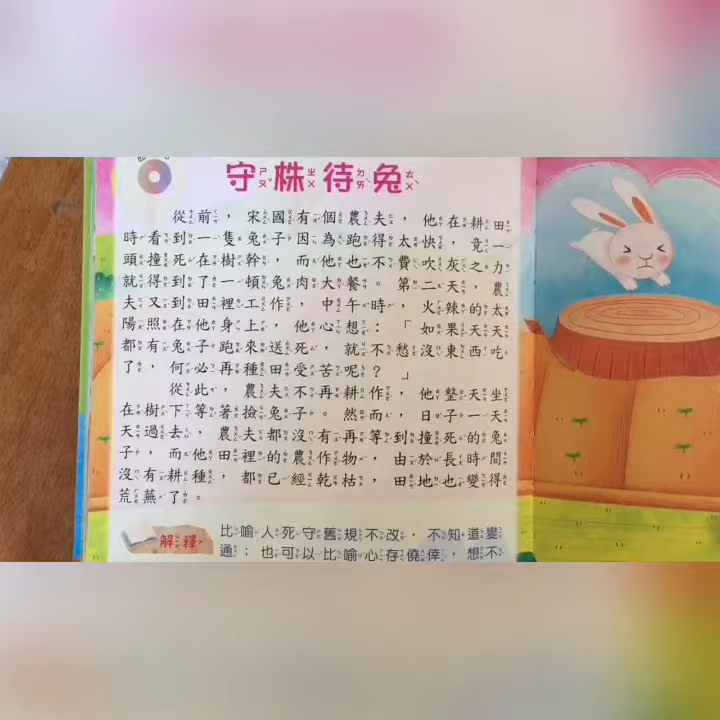 守株待兔
從前，宋國有一個農夫，他在耕田
時看到一隻兔子因為跑得太快，竟一
頭撞死在樹幹，而他也不費吹灰之力
就得到了一頓兔肉大餐。第二天，農
夫又到田裡工作，中午時，火辣的太
陽照在他身上，他心想：「如果天天
都有兔子跑來送死，就不愁沒東西吃
了，何必再種田受苦呢？」
從此，農夫不再耕作，他整天坐
在樹下等著撿兔子。然而，日子一天
天過去，農夫都沒有再等到撞死的兔
子，而他田裡的農作物，由於長時間
沒有耕種，都已經乾枯，田地也變得
荒蕪了。
解釋
比喻人死守舊規不改，不知道變
通；也可以比喻心存僥倖，想不